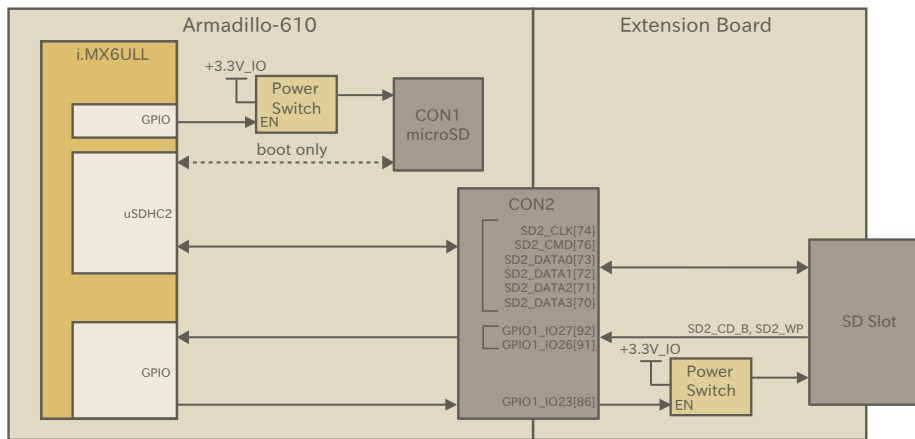 Armadillo-610
Extension Board
i.MX6ULL
+3.3V_IO
Power
Switch
EN
GPIO
CON1
microSD
boot only
uSDHC2
CON2
SD2_CLK[74]
SD2_CMD[76]
SD2_DATA0[73]
SD2_DATA1[72]
SD2_DATA2[71]
SD2_DATA3[70]
SD Slot
GPIO1_IO27[92]
GPIO1_IO26[91]
SD2_CD_B, SD2_WP
+3.3V_IO
Power
Switch
EN
GPIO
GPIO1_IO23[86]